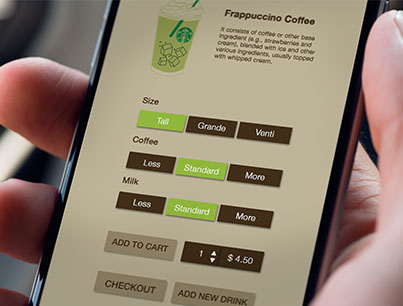 Frappuccino Coffee
It consists of coffee or other base
ingredient (e.g., strawberries and
cream), blended with ice and other
various ingredients, usually topped
with whipped cream.
Size
Tall Grande Venti
Coffee
Less Standard More
Milk
Less Standard More
ADD TO CART 1 $ 4.50
CHECKOUT ADD NEW DRINK